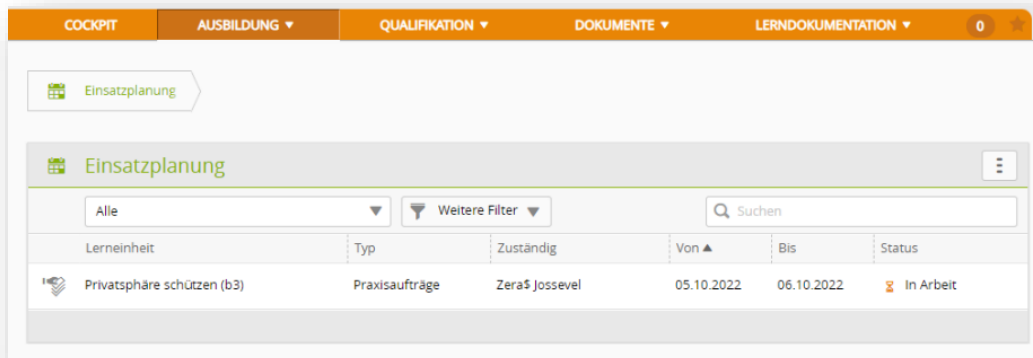 COCKPIT AUSBILDUNG ▼ QUALIFIKATION ▼ DOKUMENTE ▼ LERNDOKUMENTATION ▼ 0
Einsatzplanung
Einsatzplanung
Alle ▼ Weitere Filter ▼ Suchen
Lerneinheit Typ Zuständig Von ▲ Bis Status
Privatsphäre schützen (b3) Praxisaufträge Zera$ Jossevel 05.10.2022 06.10.2022 In Arbeit